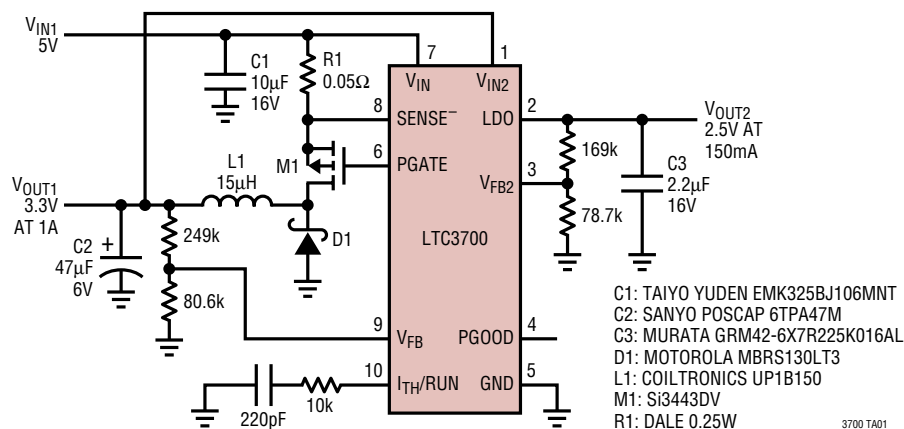 VIN1
5V
C1
10µF
16V
R1
0.05Ω
7
1
VIN
VIN2
8
SENSE–
LDO
2
VOUT2
2.5V AT
150mA
169k
C3
2.2µF
16V
M1
6
PGATE
VFB2
3
78.7k
L1
15µH
VOUT1
3.3V
AT 1A
C2
+
47µF
6V
249k
D1
LTC3700
80.6k
9
VFB
PGOOD
4
10
ITH/RUN
GND
5
220pF
10k
C1: TAIYO YUDEN EMK325BJ106MNT
C2: SANYO POSCAP 6TPA47M
C3: MURATA GRM42-6X7R225K016AL
D1: MOTOROLA MBRS130LT3
L1: COILTRONICS UP1B150
M1: Si3443DV
R1: DALE 0.25W
3700 TA01